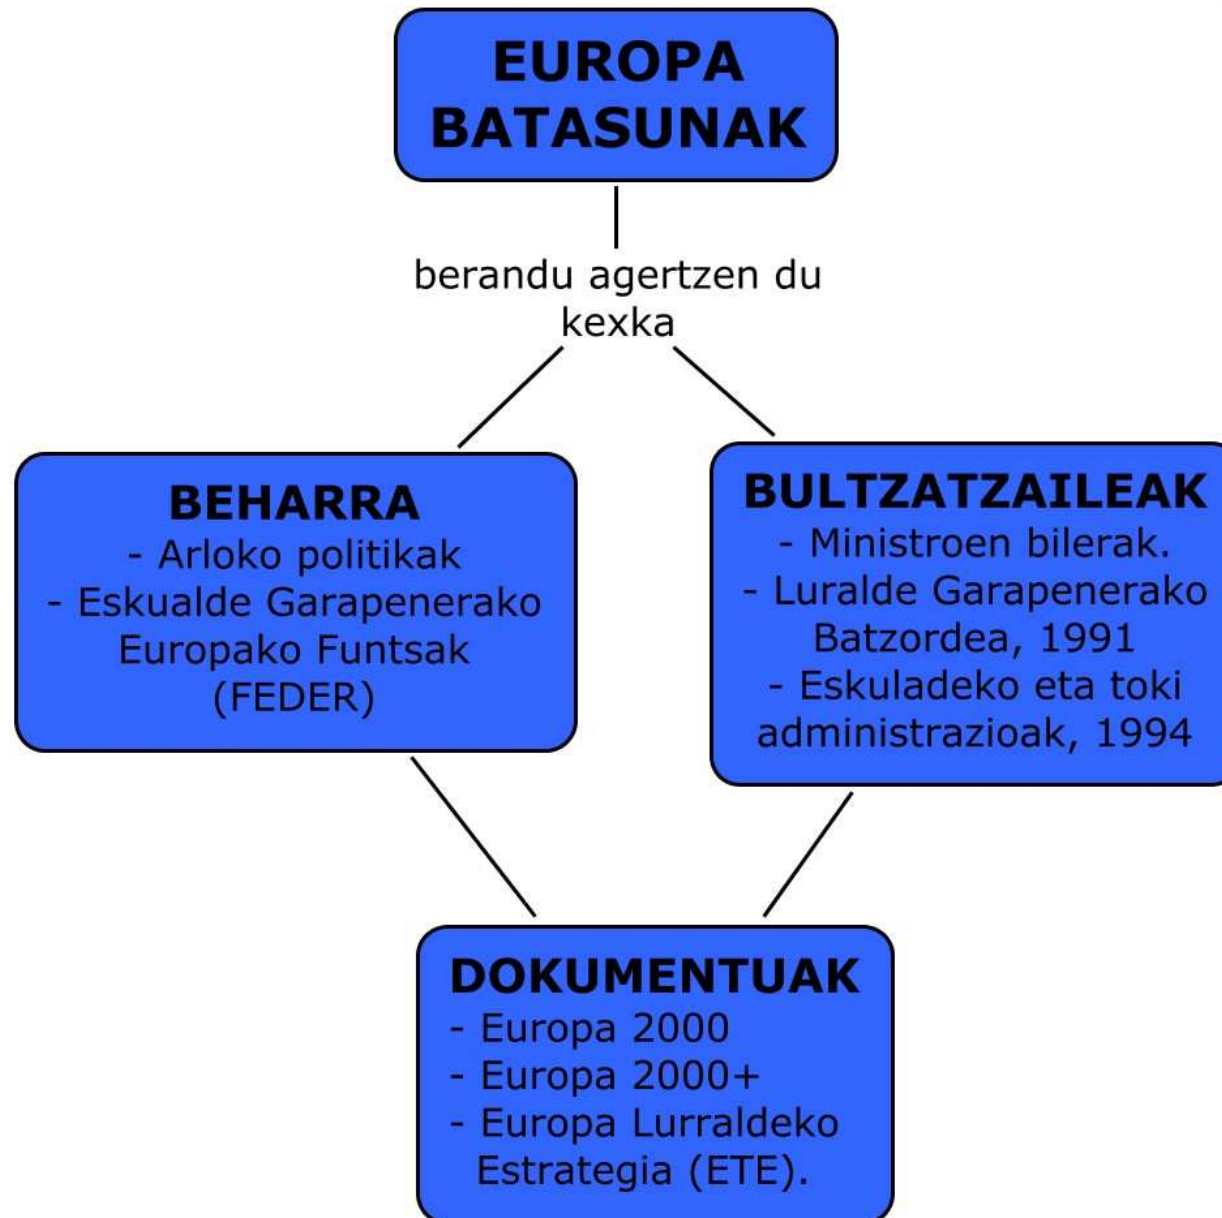 EUROPA
BATASUNAK
berandu agertzen du
kexka
BEHARRA
- Arloko politikak
- Eskualde Garapenerako
Europako Funtsak
(FEDER)
BULTZATZAILEAK
- Ministroen bilerak.
- Luralde Garapenerako
Batzordea, 1991
- Eskuladeko eta toki
administrazioak, 1994
DOKUMENTUAK
- Europa 2000
- Europa 2000+
- Europa Lurraldeko
Estrategia (ETE).